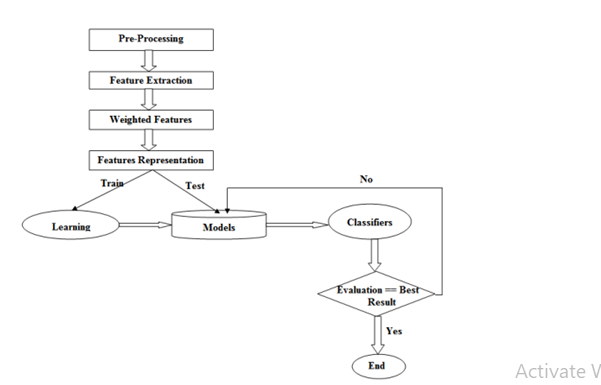 Pre-Processing
Feature Extraction
Weighted Features
Features Representation
Train
Test
No
Learning
Models
Classifiers
Evaluation == Best
Result
Yes
End
Activate W